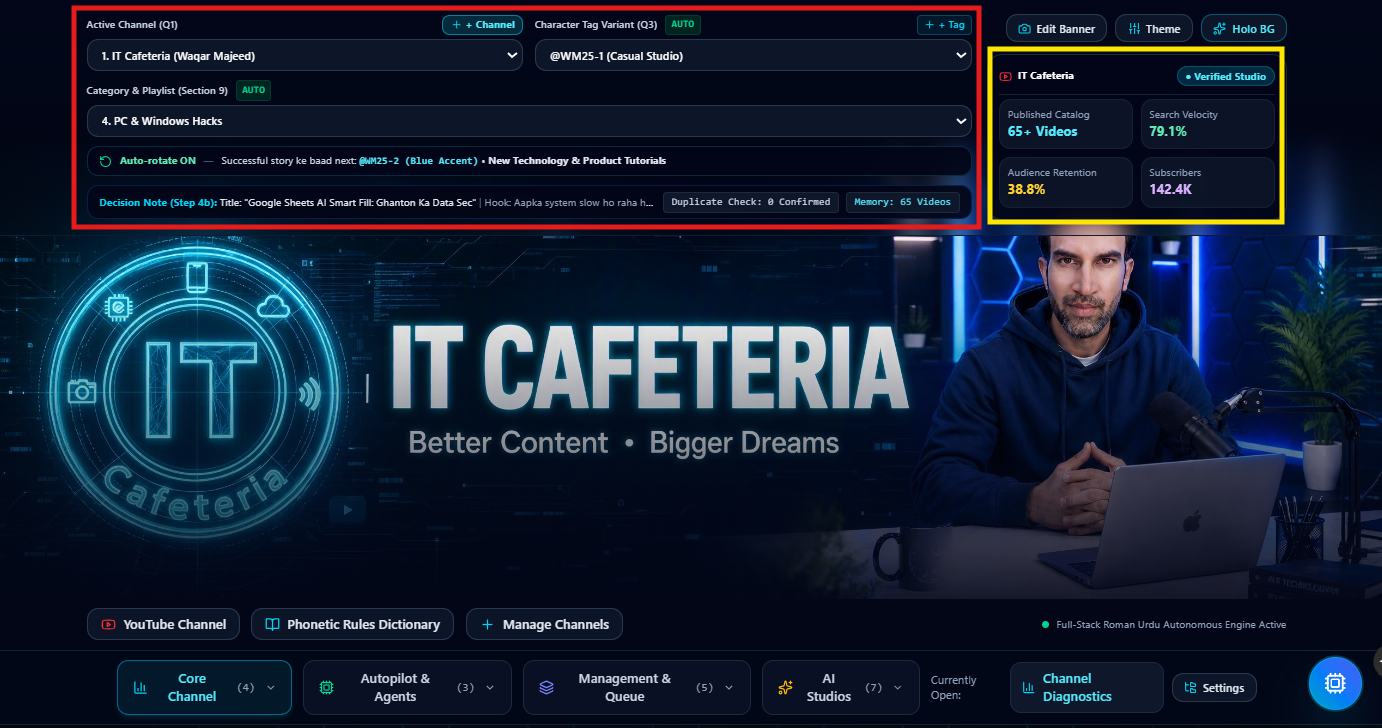 Active Channel (Q1)
+ Channel
Character Tag Variant (Q3) AUTO
+ Tag
1. IT Cafeteria (Waqar Majeed)
@WM25-1 (Casual Studio)
Category & Playlist (Section 9) AUTO
4. PC & Windows Hacks
Auto-rotate ON — Successful story ke baad next: @WM25-2 (Blue Accent) • New Technology & Product Tutorials
Decision Note (Step 4b): Title: "Google Sheets AI Smart Fill: Ghanton Ka Data Sec" | Hook: Aapka system slow ho raha h...
Duplicate Check: 0 Confirmed
Memory: 65 Videos
Edit Banner
Theme
Holo BG
IT Cafeteria
• Verified Studio
Published Catalog
65+ Videos
Search Velocity
79.1%
Audience Retention
38.8%
Subscribers
142.4K
IT
Cafeteria
IT CAFETERIA
Better Content • Bigger Dreams
YouTube Channel
Phonetic Rules Dictionary
Manage Channels
Full-Stack Roman Urdu Autonomous Engine Active
Core
Channel
(4)
Autopilot &
Agents
(3)
Management &
Queue
(5)
AI
Studios
(7)
Currently
Open:
Channel
Diagnostics
Settings